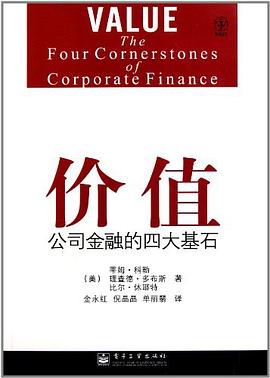 VALUE
The
Four Cornerstones
of
Corporate Finance
价值
公司金融的四大基石
蒂姆·科勒
(美) 理查德·多布斯 著
比尔·休耶特
金永红 倪晶晶 单丽翡 译
电子工业出版社